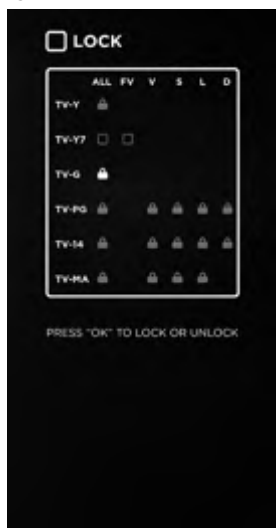 LOCK
ALL FV V S L D
TV-Y
TV-Y7
TV-G
TV-PG
TV-14
TV-MA
PRESS "OK" TO LOCK OR UNLOCK